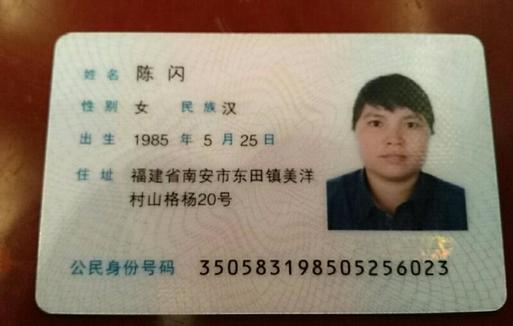 姓名 陈闪
性别 女 民族 汉
出生 1985 年 5 月 25 日
住址 福建省南安市东田镇美洋
村山格杨20号
公民身份号码 350583198505256023